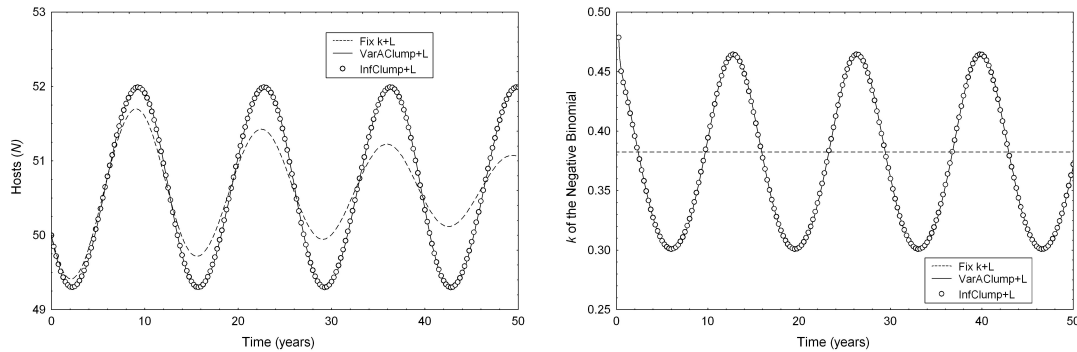 53
52
51
50
49
Hosts (N)
0
10
20
30
40
50
Time (years)
Fix k+L
VarAClump+L
InfClump+L
0.50
0.45
0.40
0.35
0.30
0.25
k of the Negative Binomial
0
10
20
30
40
50
Time (years)
Fix k+L
VarAClump+L
InfClump+L